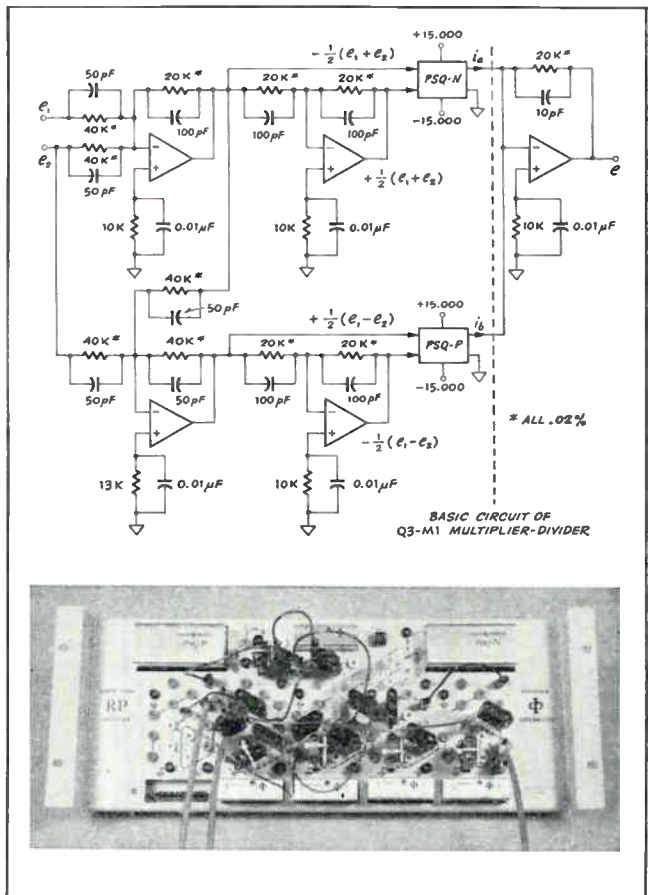 +15.000
-½(e₁+e₂)
iₐ
50pF
20K*
20K*
20K*
PSQ-N
20K*
e₁
40K*
100pF
100pF
100pF
-15.000
10pF
e₂
40K*
-
-
-
50pF
+
+
+½(e₁+e₂)
+
e
10K
0.01µF
10K
0.01µF
10K
0.01µF
40K*
50pF
+½(e₁-e₂)
+15.000
i_b
40K*
40K*
20K*
20K*
PSQ-P
50pF
50pF
100pF
100pF
-15.000
-
-
* ALL .02%
+
+
-½(e₁-e₂)
13K
0.01µF
10K
0.01µF
BASIC CIRCUIT OF
Q3-M1 MULTIPLIER-DIVIDER
RP
Φ